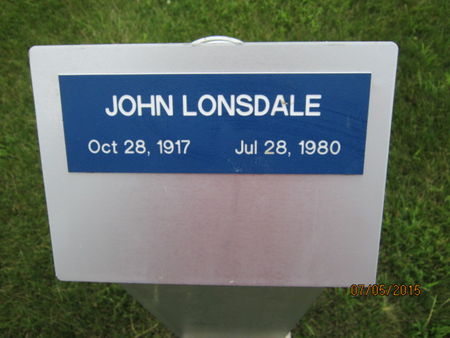 JOHN LONSDALE
Oct 28, 1917 Jul 28, 1980
07/05/2015